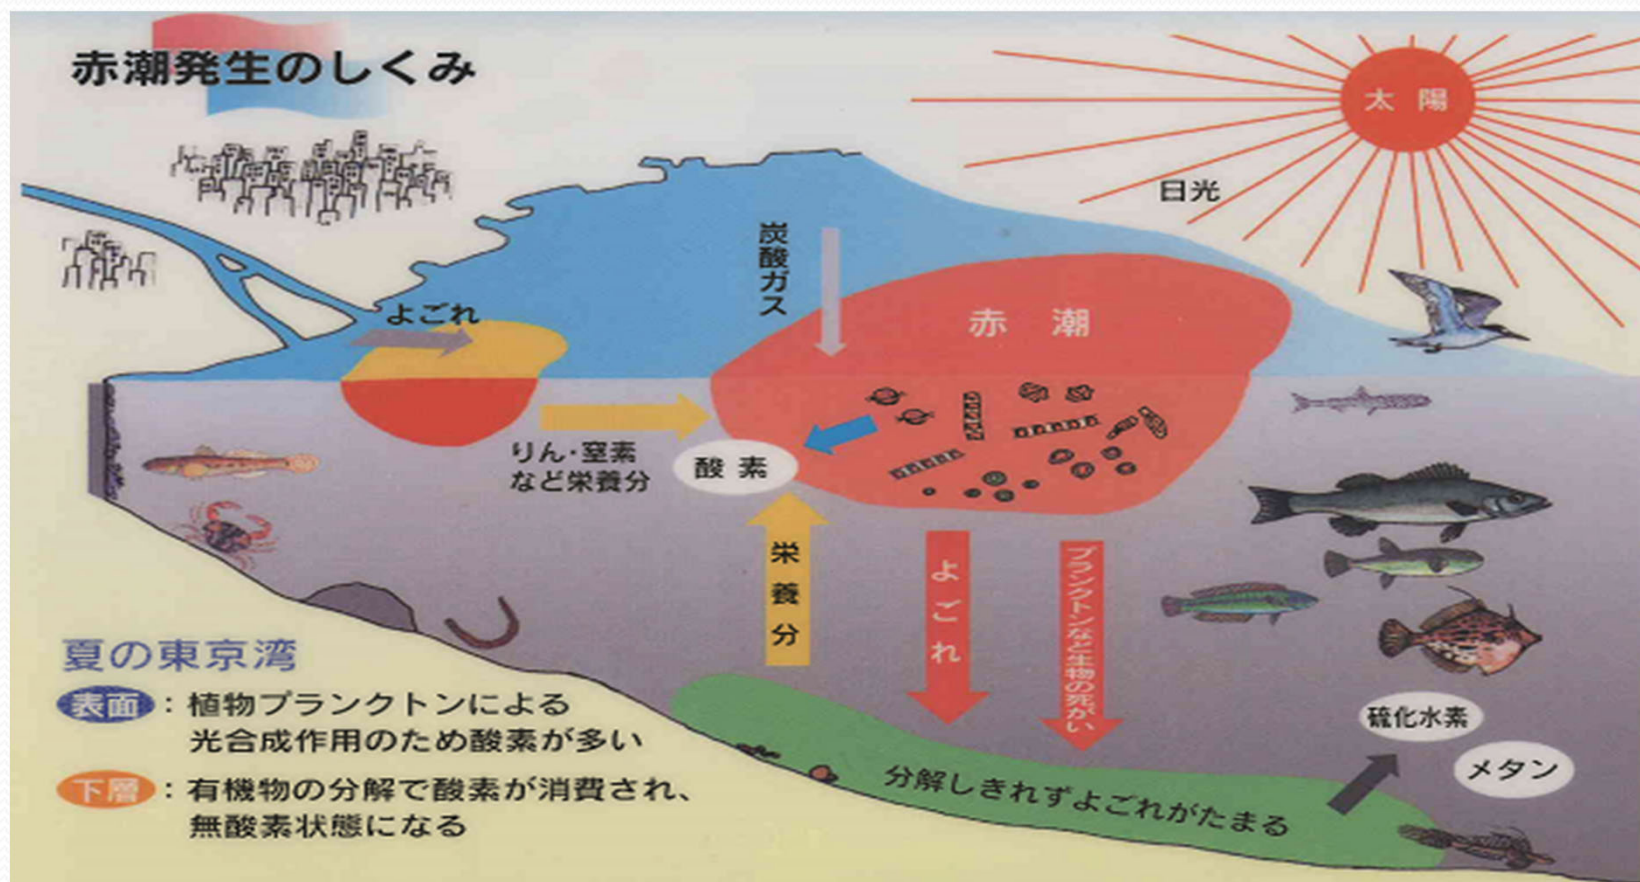 赤潮発生のしくみ
太陽
日光
炭酸ガス
よごれ
赤潮
りん・窒素
など栄養分
酸素
栄養分
よごれ
プランクトンなど生物の死がい
夏の東京湾
表面：植物プランクトンによる
光合成作用のため酸素が多い
下層：有機物の分解で酸素が消費され、
無酸素状態になる
分解しきれずよごれがたまる
硫化水素
メタン